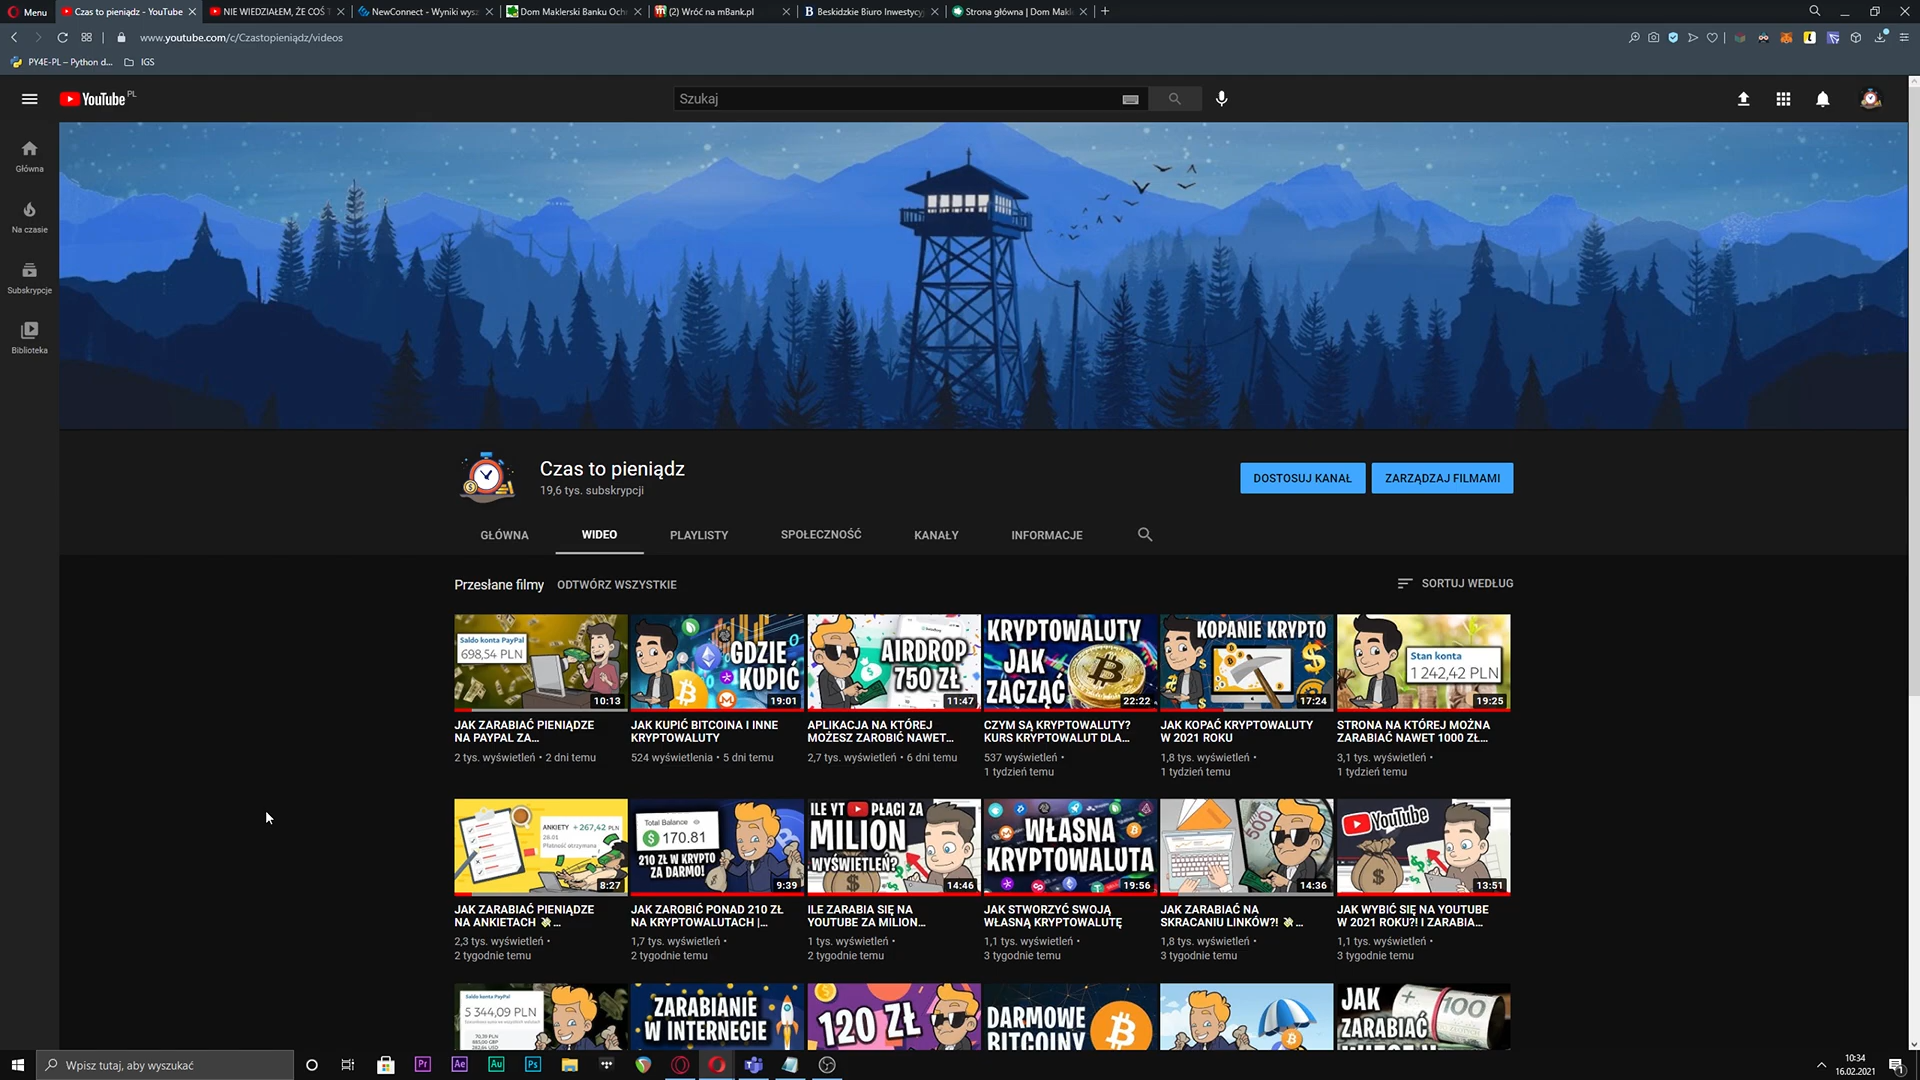 Menu
Czas to pieniądz - YouTube
NIE WIEDZIAŁEM, ŻE COŚ T
NewConnect - Wyniki wysz
Dom Maklerski Banku Och
(2) Wróć na mBank.pl
Beskidzkie Biuro Inwestycy
Strona główna | Dom Makl
www.youtube.com/c/Czastopieniądz/videos
PY4E-PL – Python d...
IGS
YouTube PL
Szukaj
Główna
Na czasie
Subskrypcje
Biblioteka
Czas to pieniądz
19,6 tys. subskrypcji
DOSTOSUJ KANAŁ
ZARZĄDZAJ FILMAMI
GŁÓWNA
WIDEO
PLAYLISTY
SPOŁECZNOŚĆ
KANAŁY
INFORMACJE
Przesłane filmy
ODTWÓRZ WSZYSTKIE
SORTUJ WEDŁUG
Saldo konta PayPal
698,54 PLN
10:13
JAK ZARABIAĆ PIENIĄDZE
NA PAYPAL ZA...
2 tys. wyświetleń • 2 dni temu
GDZIE
KUPIĆ
19:01
JAK KUPIĆ BITCOINA I INNE
KRYPTOWALUTY
524 wyświetlenia • 5 dni temu
AIRDROP
750 ZŁ
11:47
APLIKACJA NA KTÓREJ
MOŻESZ ZAROBIĆ NAWET...
2,7 tys. wyświetleń • 6 dni temu
KRYPTOWALUTY
JAK
ZACZĄĆ
22:22
CZYM SĄ KRYPTOWALUTY?
KURS KRYPTOWALUT DLA...
537 wyświetleń •
1 tydzień temu
KOPANIE KRYPTO
17:24
JAK KOPAĆ KRYPTOWALUTY
W 2021 ROKU
1,8 tys. wyświetleń •
1 tydzień temu
Stan konta
1 242,42 PLN
19:25
STRONA NA KTÓREJ MOŻNA
ZARABIAĆ NAWET 1000 ZŁ...
3,1 tys. wyświetleń •
1 tydzień temu
ANKIETY + 267,42 PLN
26.01
Płatność otrzymana
8:27
JAK ZARABIAĆ PIENIĄDZE
NA ANKIETACH 💸...
2,3 tys. wyświetleń •
2 tygodnie temu
Total Balance
170.81
210 ZŁ W KRYPTO
ZA DARMO!
9:39
JAK ZAROBIĆ PONAD 210 ZŁ
NA KRYPTOWALUTACH |...
1,7 tys. wyświetleń •
2 tygodnie temu
ILE YT PŁACI ZA
MILION
WYŚWIETLEŃ?
14:46
ILE ZARABIA SIĘ NA
YOUTUBE ZA MILION...
1 tys. wyświetleń •
2 tygodnie temu
WŁASNA
KRYPTOWALUTA
19:56
JAK STWORZYĆ SWOJĄ
WŁASNĄ KRYPTOWALUTĘ
1,1 tys. wyświetleń •
3 tygodnie temu
500
14:36
JAK ZARABIAĆ NA
SKRACANIU LINKÓW?! 💸...
1,8 tys. wyświetleń •
3 tygodnie temu
YouTube
13:51
JAK WYBIĆ SIĘ NA YOUTUBE
W 2021 ROKU?! I ZARABIA...
1,1 tys. wyświetleń •
3 tygodnie temu
Saldo konta PayPal
5 344,09 PLN
ZARABIANIE
W INTERNECIE
120 ZŁ
DARMOWE
BITCOINY
JAK
ZARABIAĆ
+ 100
Wpisz tutaj, aby wyszukać
Pr
Ae
Au
Ps
10:34
16.02.2021